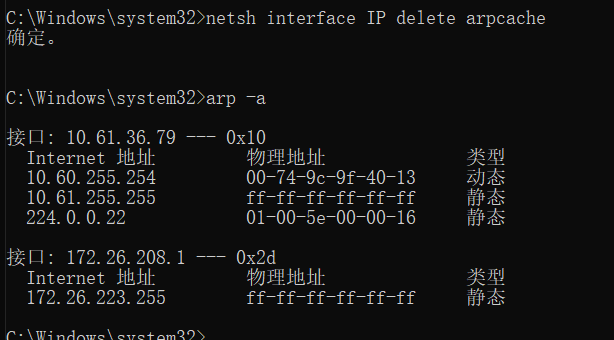 C:\Windows\system32>netsh interface IP delete arpcache
确定。
C:\Windows\system32>arp -a
接口: 10.61.36.79 --- 0x10
Internet 地址 物理地址 类型
10.60.255.254 00-74-9c-9f-40-13 动态
10.61.255.255 ff-ff-ff-ff-ff-ff 静态
224.0.0.22 01-00-5e-00-00-16 静态
接口: 172.26.208.1 --- 0x2d
Internet 地址 物理地址 类型
172.26.223.255 ff-ff-ff-ff-ff-ff 静态
C:\Windows\system32>